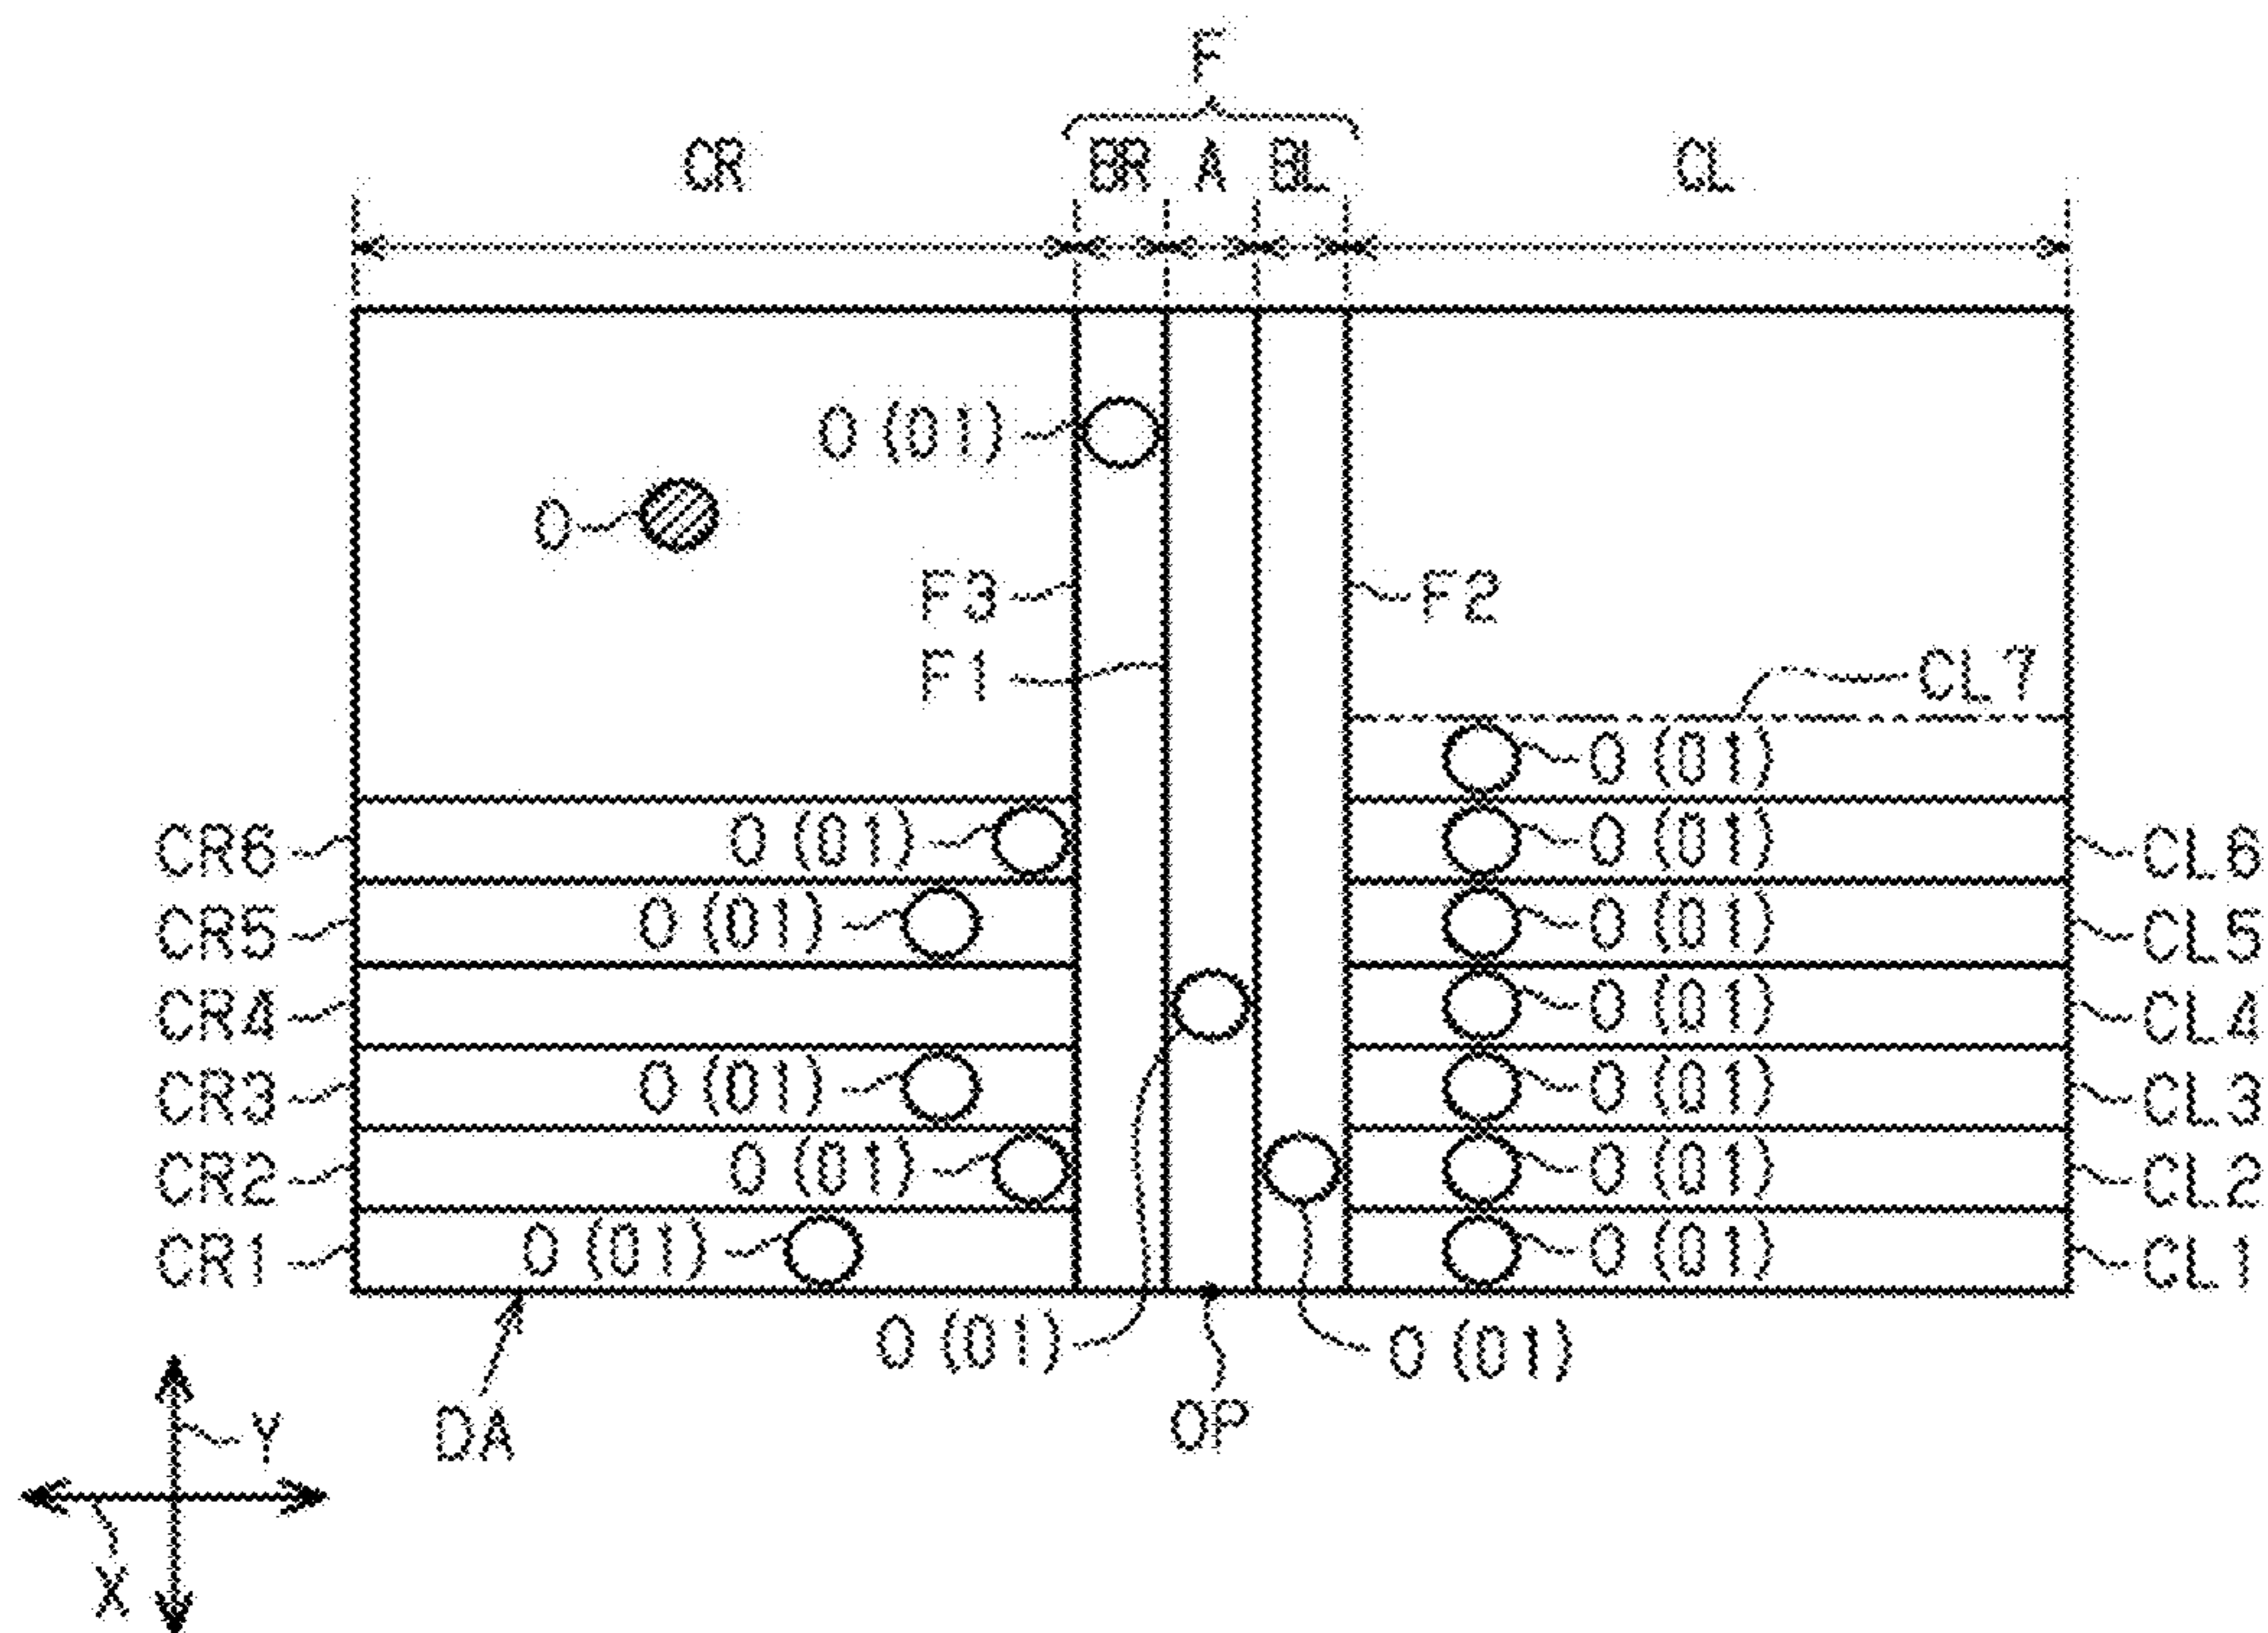 F
CR BR A BL CL
O(O1)
O
F3 F2
F1 CL7
O(O1)
CR6 O(O1) O(O1) CL6
CR5 O(O1) O(O1) CL5
CR4 O(O1) CL4
CR3 O(O1) O(O1) CL3
CR2 O(O1) O(O1) CL2
CR1 O(O1) O(O1) CL1
O(O1) O(O1)
DA OP
Y
X